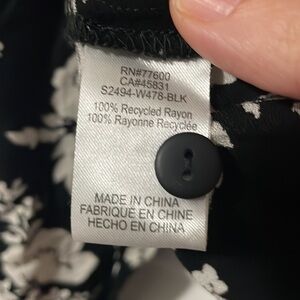 RN#77600
CA#45831
S2494-W478-BLK
100% Recycled Rayon
100% Rayonne Recyclée
MADE IN CHINA
FABRIQUÉ EN CHINE
HECHO EN CHINA